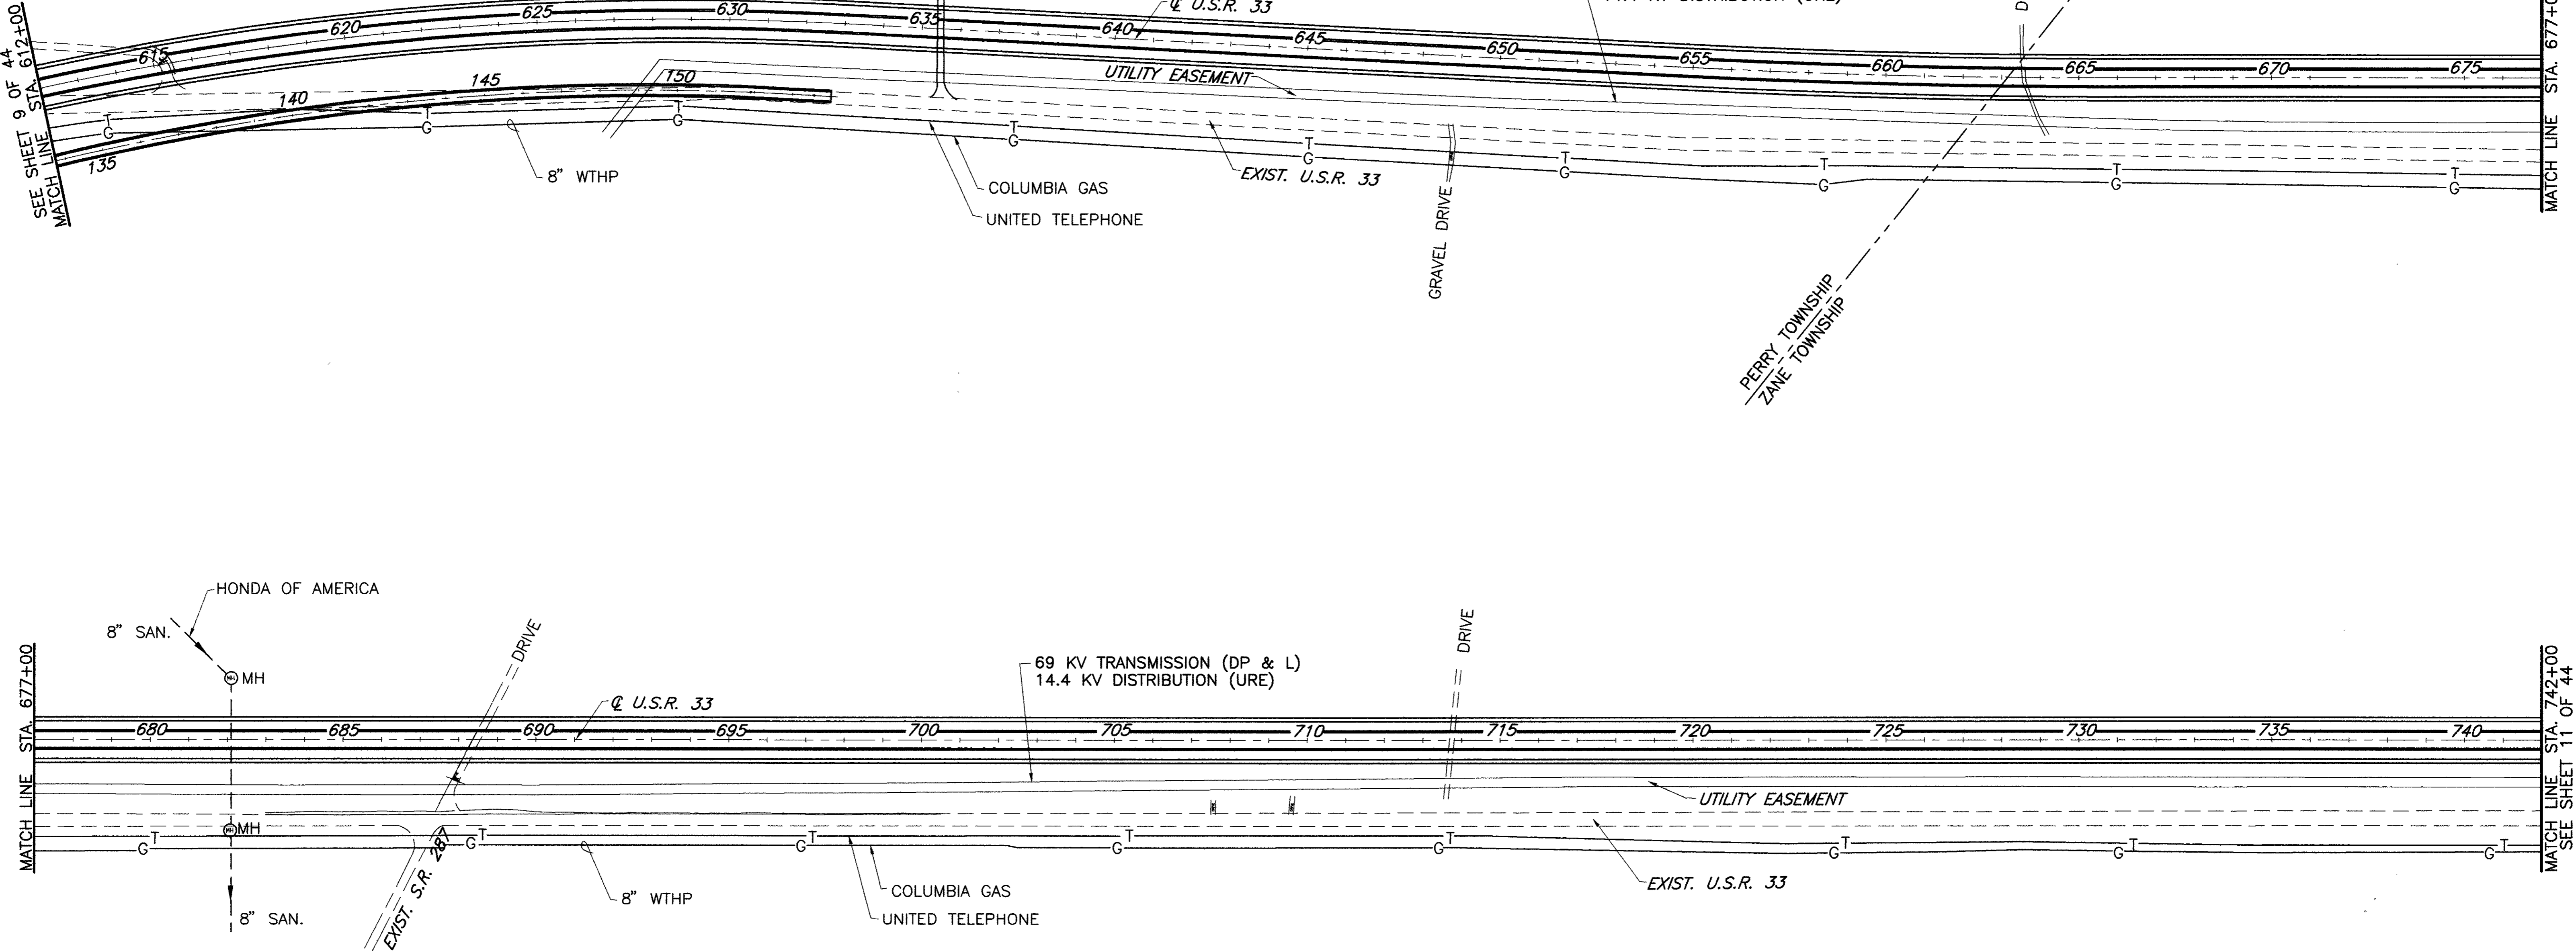 ℄ U.S.R. 33
D
SEE SHEET 9 OF 44
MATCH LINE STA. 612+00
615
620
625
630
635
640
645
650
655
660
665
670
675
135
140
145
150
UTILITY EASEMENT
T T T T T T T T T
G G G G G G G G G
8" WTHP
COLUMBIA GAS
UNITED TELEPHONE
EXIST. U.S.R. 33
GRAVEL DRIVE
PERRY TOWNSHIP
ZANE TOWNSHIP
MATCH LINE STA. 677+0
HONDA OF AMERICA
8" SAN.
MH
MH
8" SAN.
MATCH LINE STA. 677+00
DRIVE
℄ U.S.R. 33
69 KV TRANSMISSION (DP & L)
14.4 KV DISTRIBUTION (URE)
DRIVE
680
685
690
695
700
705
710
715
720
725
730
735
740
UTILITY EASEMENT
T T T T T T T T
G G G G G G G G
EXIST. S.R. 287
8" WTHP
COLUMBIA GAS
UNITED TELEPHONE
EXIST. U.S.R. 33
MATCH LINE STA. 742+00
SEE SHEET 11 OF 44